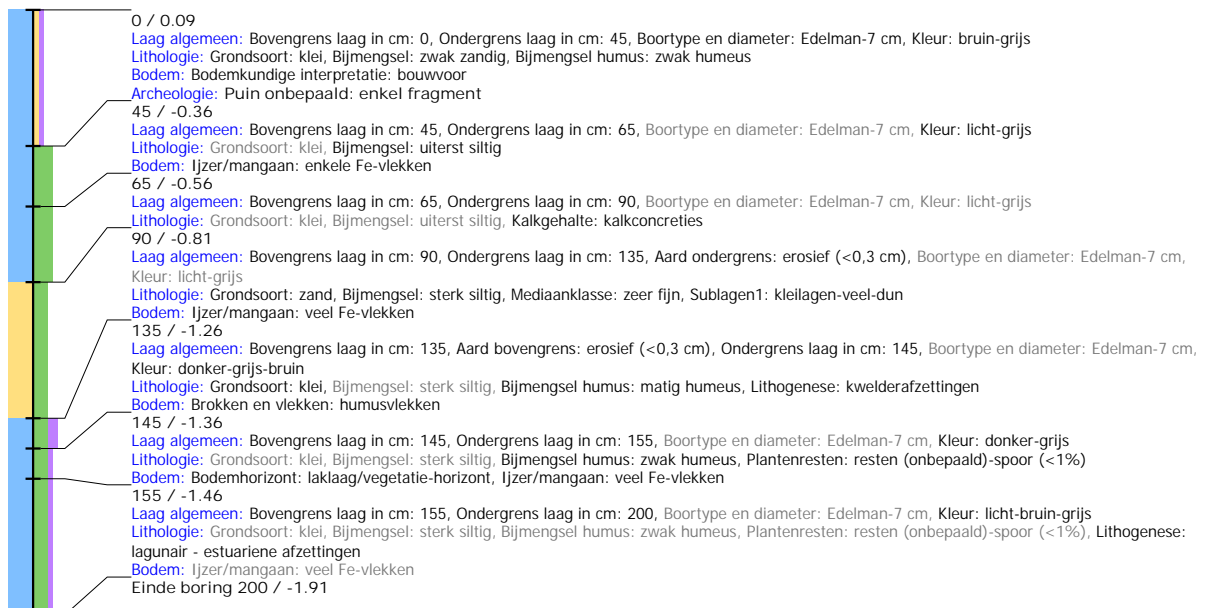 0 / 0.09
Laag algemeen: Bovengrens laag in cm: 0, Ondergrens laag in cm: 45, Boortype en diameter: Edelman-7 cm, Kleur: bruin-grijs
Lithologie: Grondsoort: klei, Bijmengsel: zwak zandig, Bijmengsel humus: zwak humeus
Bodem: Bodemkundige interpretatie: bouwvoor
Archeologie: Puin onbepaald: enkel fragment
45 / -0.36
Laag algemeen: Bovengrens laag in cm: 45, Ondergrens laag in cm: 65, Boortype en diameter: Edelman-7 cm, Kleur: licht-grijs
Lithologie: Grondsoort: klei, Bijmengsel: uiterst siltig
Bodem: Ijzer/mangaan: enkele Fe-vlekken
65 / -0.56
Laag algemeen: Bovengrens laag in cm: 65, Ondergrens laag in cm: 90, Boortype en diameter: Edelman-7 cm, Kleur: licht-grijs
Lithologie: Grondsoort: klei, Bijmengsel: uiterst siltig, Kalkgehalte: kalkconcreties
90 / -0.81
Laag algemeen: Bovengrens laag in cm: 90, Ondergrens laag in cm: 135, Aard ondergrens: erosief (<0,3 cm), Boortype en diameter: Edelman-7 cm,
Kleur: licht-grijs
Lithologie: Grondsoort: zand, Bijmengsel: sterk siltig, Mediaanklasse: zeer fijn, Sublagen1: kleilagen-veel-dun
Bodem: Ijzer/mangaan: veel Fe-vlekken
135 / -1.26
Laag algemeen: Bovengrens laag in cm: 135, Aard bovengrens: erosief (<0,3 cm), Ondergrens laag in cm: 145, Boortype en diameter: Edelman-7 cm,
Kleur: donker-grijs-bruin
Lithologie: Grondsoort: klei, Bijmengsel: sterk siltig, Bijmengsel humus: matig humeus, Lithogenese: kwelderafzettingen
Bodem: Brokken en vlekken: humusvlekken
145 / -1.36
Laag algemeen: Bovengrens laag in cm: 145, Ondergrens laag in cm: 155, Boortype en diameter: Edelman-7 cm, Kleur: donker-grijs
Lithologie: Grondsoort: klei, Bijmengsel: sterk siltig, Bijmengsel humus: zwak humeus, Plantenresten: resten (onbepaald)-spoor (<1%)
Bodem: Bodemhorizont: laklaag/vegetatie-horizont, Ijzer/mangaan: veel Fe-vlekken
155 / -1.46
Laag algemeen: Bovengrens laag in cm: 155, Ondergrens laag in cm: 200, Boortype en diameter: Edelman-7 cm, Kleur: licht-bruin-grijs
Lithologie: Grondsoort: klei, Bijmengsel: sterk siltig, Bijmengsel humus: zwak humeus, Plantenresten: resten (onbepaald)-spoor (<1%), Lithogenese:
lagunair - estuariene afzettingen
Bodem: Ijzer/mangaan: veel Fe-vlekken
Einde boring 200 / -1.91